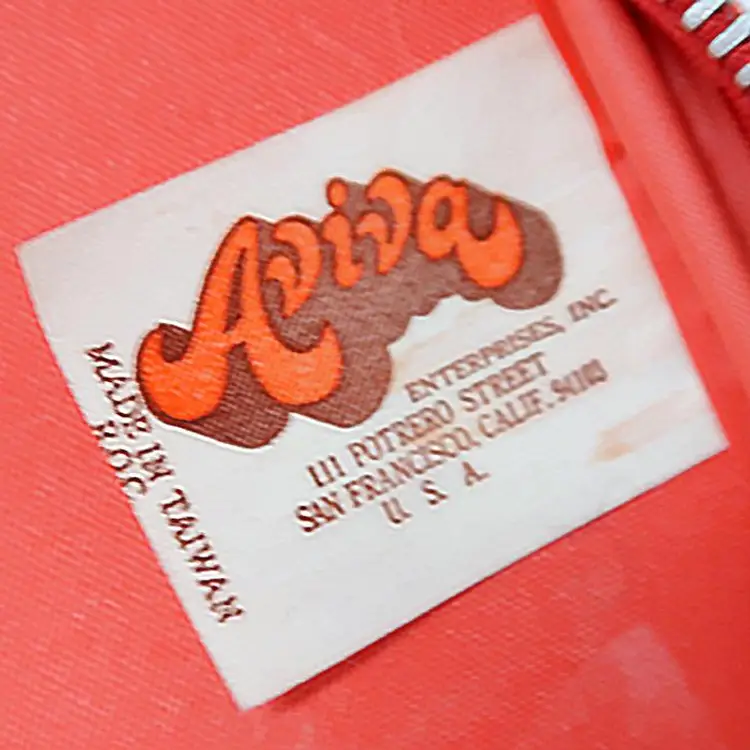 Aviva
ENTERPRISES, INC.
111 POTRERO STREET
SAN FRANCISCO, CALIF. 94103
U. S. A.
MADE IN TAIWAN
R.O.C.